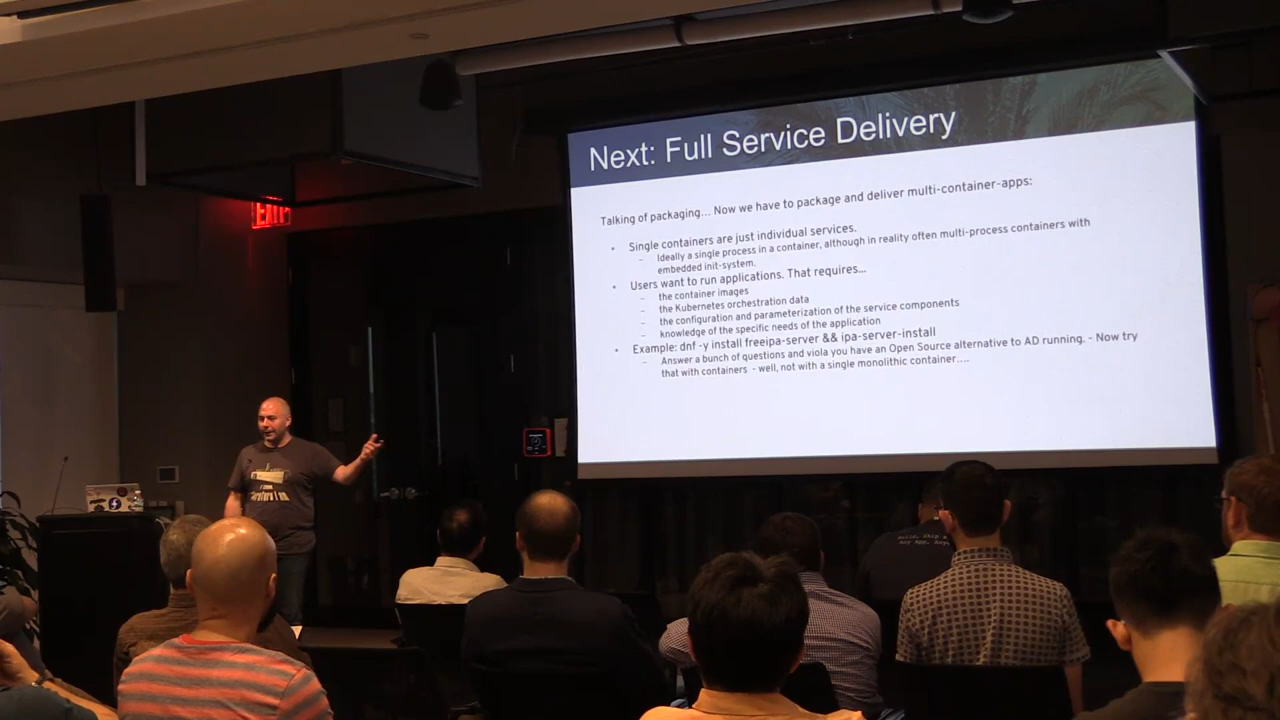 EXIT
Next: Full Service Delivery
Talking of packaging... Now we have to package and deliver multi-container-apps:
• Single containers are just individual services.
– Ideally a single process in a container, although in reality often multi-process containers with
embedded init-system.
• Users want to run applications. That requires...
– the container images
– the Kubernetes orchestration data
– the configuration and parameterization of the service components
– knowledge of the specific needs of the application
• Example: dnf -y install freeipa-server && ipa-server-install
– Answer a bunch of questions and viola you have an Open Source alternative to AD running. - Now try
that with containers - well, not with a single monolithic container....